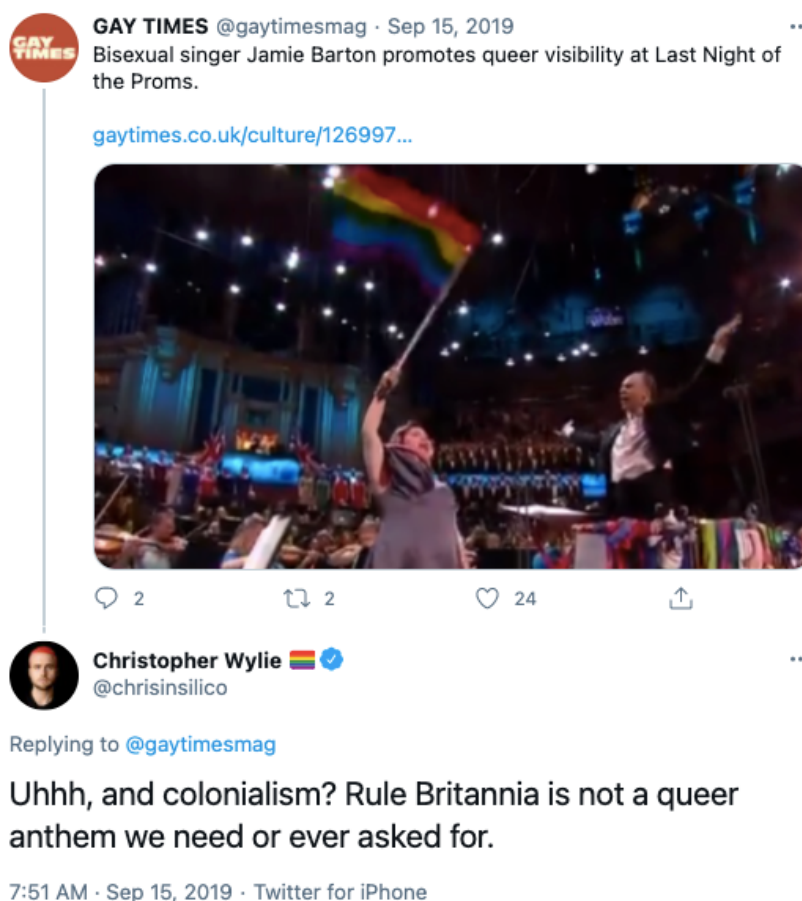 GAY TIMES
GAY TIMES @gaytimesmag · Sep 15, 2019
Bisexual singer Jamie Barton promotes queer visibility at Last Night of
the Proms.
gaytimes.co.uk/culture/126997...
2 2 24
Christopher Wylie
@chrisinsilico
Replying to @gaytimesmag
Uhhh, and colonialism? Rule Britannia is not a queer
anthem we need or ever asked for.
7:51 AM · Sep 15, 2019 · Twitter for iPhone